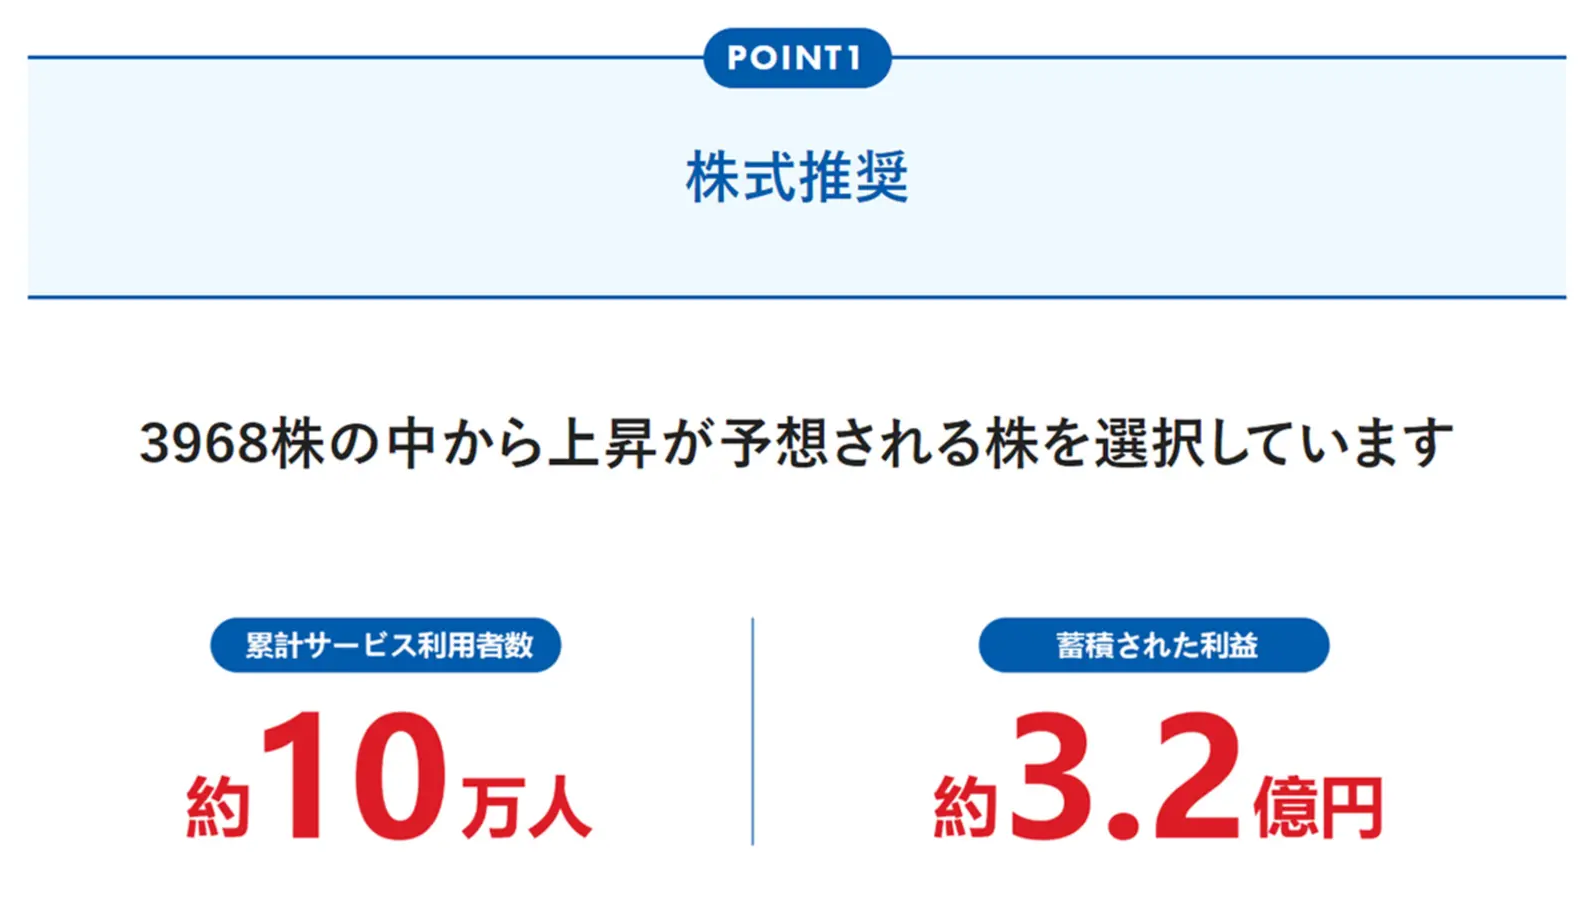 POINT1
株式推奨
3968株の中から上昇が予想される株を選択しています
累計サービス利用者数
約10万人
蓄積された利益
約3.2億円